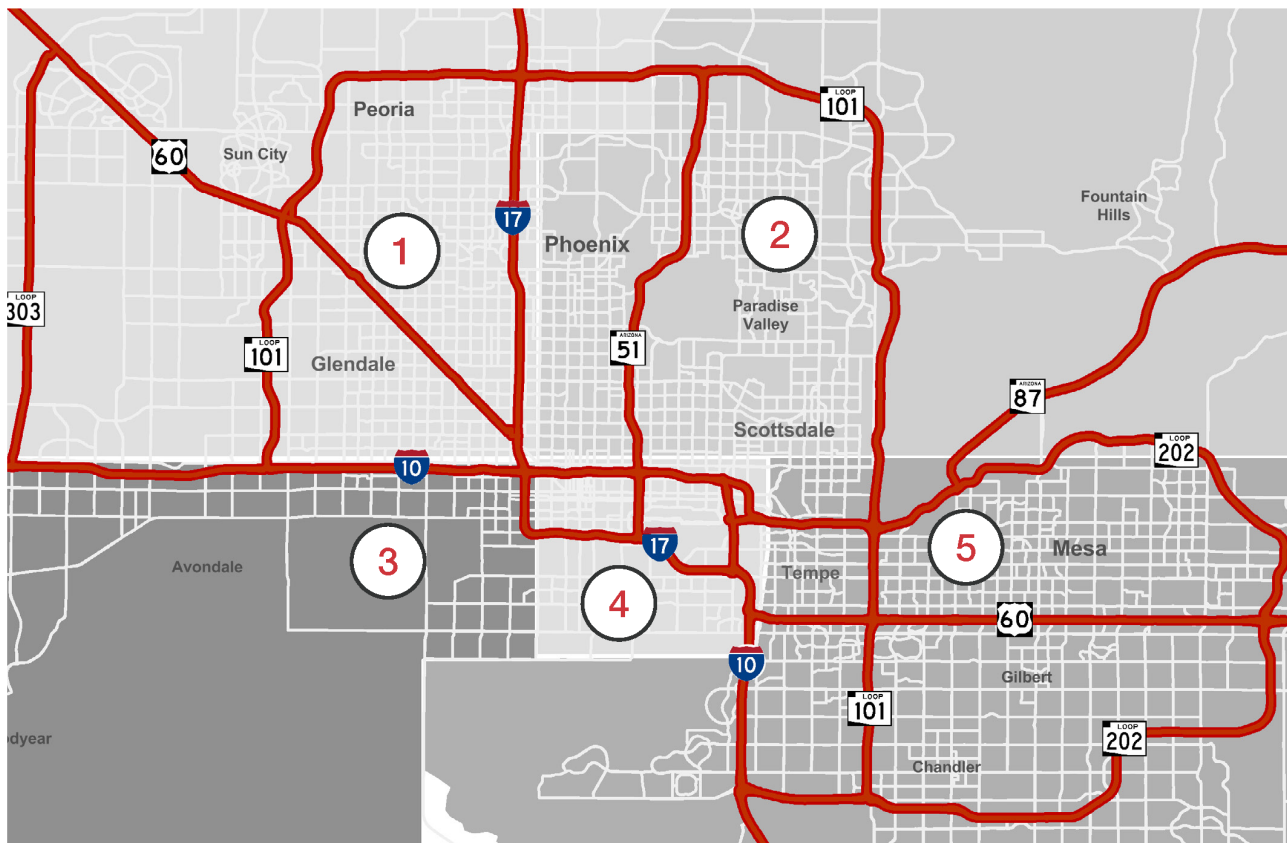 Peoria
LOOP
101
Sun City
60
Fountain
Hills
17
1
Phoenix
2
LOOP
303
Paradise
Valley
LOOP
101
Glendale
ARIZONA
51
ARIZONA
87
Scottsdale
LOOP
202
10
17
3
Avondale
4
Tempe
5
Mesa
60
10
Gilbert
LOOP
101
odyear
LOOP
202
Chandler